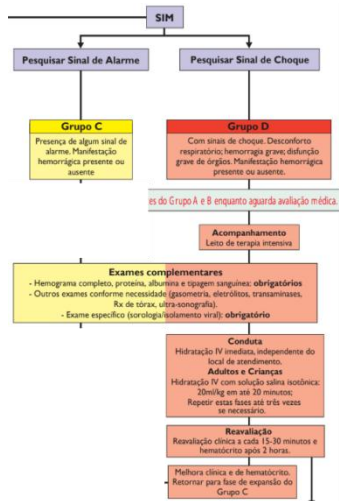 SIM
Pesquisar Sinal de Alarme
Pesquisar Sinal de Choque
Grupo C
Presença de algum sinal de
alarme. Manifestação
hemorrágica presente ou
ausente
Grupo D
Com sinais de choque. Desconforto
respiratório; hemorragia grave; disfunção
grave de órgãos. Manifestação hemorrágica
presente ou ausente.
es do Grupo A e B enquanto aguarda avaliação médica.
Acompanhamento
Leito de terapia intensiva
Exames complementares
- Hemograma completo, proteína, albumina e tipagem sanguínea: obrigatórios
- Outros exames conforme necessidade (gasometria, eletrólitos, transaminases,
Rx de tórax, ultra-sonografia).
- Exame específico (sorologia/isolamento viral): obrigatório
Conduta
Hidratação IV imediata, independente do
local de atendimento.
Adultos e Crianças
Hidratação IV com solução salina isotônica:
20ml/kg em até 20 minutos;
Repetir estas fases até três vezes
se necessário.
Reavaliação
Reavaliação clínica a cada 15-30 minutos e
hematócrito após 2 horas.
Melhora clínica e de hematócrito.
Retornar para fase de expansão do
Grupo C